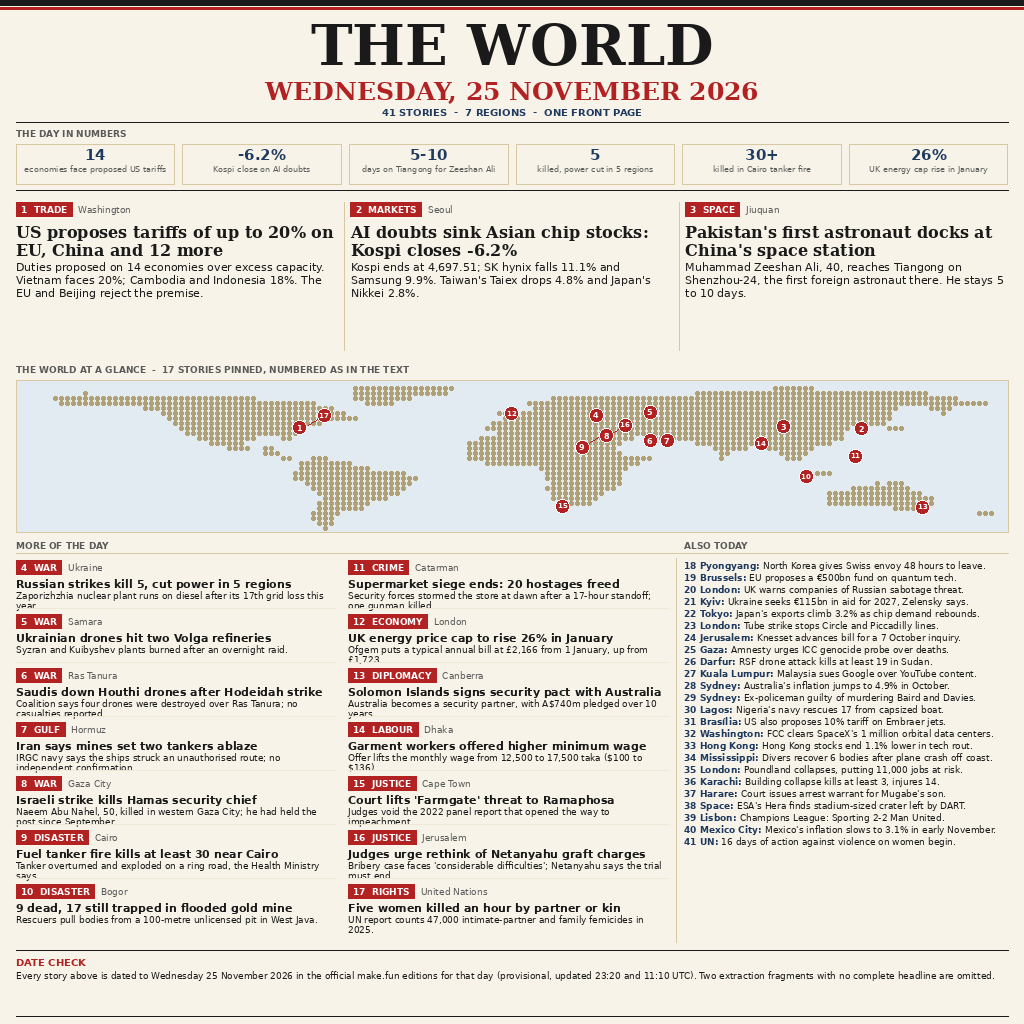 THE WORLD
WEDNESDAY, 25 NOVEMBER 2026
41 STORIES - 7 REGIONS - ONE FRONT PAGE
THE DAY IN NUMBERS
14
economies face proposed US tariffs
-6.2%
Kospi close on AI doubts
5-10
days on Tiangong for Zeeshan Ali
5
killed, power cut in 5 regions
30+
killed in Cairo tanker fire
26%
UK energy cap rise in January
1 TRADE Washington
US proposes tariffs of up to 20% on
EU, China and 12 more
Duties proposed on 14 economies over excess capacity.
Vietnam faces 20%; Cambodia and Indonesia 18%. The
EU and Beijing reject the premise.
2 MARKETS Seoul
AI doubts sink Asian chip stocks:
Kospi closes -6.2%
Kospi ends at 4,697.51; SK hynix falls 11.1% and
Samsung 9.9%. Taiwan's Taiex drops 4.8% and Japan's
Nikkei 2.8%.
3 SPACE Jiuquan
Pakistan's first astronaut docks at
China's space station
Muhammad Zeeshan Ali, 40, reaches Tiangong on
Shenzhou-24, the first foreign astronaut there. He stays 5
to 10 days.
THE WORLD AT A GLANCE - 17 STORIES PINNED, NUMBERED AS IN THE TEXT
17
1
12
4
5
16
8
9
6
7
3
14
2
11
10
15
13
MORE OF THE DAY
4 WAR Ukraine
Russian strikes kill 5, cut power in 5 regions
Zaporizhzhia nuclear plant runs on diesel after its 17th grid loss this
year.
5 WAR Samara
Ukrainian drones hit two Volga refineries
Syzran and Kuibyshev plants burned after an overnight raid.
6 WAR Ras Tanura
Saudis down Houthi drones after Hodeidah strike
Coalition says four drones were destroyed over Ras Tanura; no
casualties reported.
7 GULF Hormuz
Iran says mines set two tankers ablaze
IRGC navy says the ships struck an unauthorised route; no
independent confirmation.
8 WAR Gaza City
Israeli strike kills Hamas security chief
Naeem Abu Nahel, 50, killed in western Gaza City; he had held the
post since September.
9 DISASTER Cairo
Fuel tanker fire kills at least 30 near Cairo
Tanker overturned and exploded on a ring road, the Health Ministry
says.
10 DISASTER Bogor
9 dead, 17 still trapped in flooded gold mine
Rescuers pull bodies from a 100-metre unlicensed pit in West Java.
11 CRIME Catarman
Supermarket siege ends: 20 hostages freed
Security forces stormed the store at dawn after a 17-hour standoff;
one gunman killed.
12 ECONOMY London
UK energy price cap to rise 26% in January
Ofgem puts a typical annual bill at £2,166 from 1 January, up from
£1,723.
13 DIPLOMACY Canberra
Solomon Islands signs security pact with Australia
Australia becomes a security partner, with A$740m pledged over 10
years.
14 LABOUR Dhaka
Garment workers offered higher minimum wage
Offer lifts the monthly wage from 12,500 to 17,500 taka ($100 to
$136).
15 JUSTICE Cape Town
Court lifts 'Farmgate' threat to Ramaphosa
Judges void the 2022 panel report that opened the way to
impeachment.
16 JUSTICE Jerusalem
Judges urge rethink of Netanyahu graft charges
Bribery case faces 'considerable difficulties'; Netanyahu says the trial
must end.
17 RIGHTS United Nations
Five women killed an hour by partner or kin
UN report counts 47,000 intimate-partner and family femicides in
2025.
ALSO TODAY
18 Pyongyang: North Korea gives Swiss envoy 48 hours to leave.
19 Brussels: EU proposes a €500bn fund on quantum tech.
20 London: UK warns companies of Russian sabotage threat.
21 Kyiv: Ukraine seeks €115bn in aid for 2027, Zelensky says.
22 Tokyo: Japan's exports climb 3.2% as chip demand rebounds.
23 London: Tube strike stops Circle and Piccadilly lines.
24 Jerusalem: Knesset advances bill for a 7 October inquiry.
25 Gaza: Amnesty urges ICC genocide probe over deaths.
26 Darfur: RSF drone attack kills at least 19 in Sudan.
27 Kuala Lumpur: Malaysia sues Google over YouTube content.
28 Sydney: Australia's inflation jumps to 4.9% in October.
29 Sydney: Ex-policeman guilty of murdering Baird and Davies.
30 Lagos: Nigeria's navy rescues 17 from capsized boat.
31 Brasília: US also proposes 10% tariff on Embraer jets.
32 Washington: FCC clears SpaceX's 1 million orbital data centers.
33 Hong Kong: Hong Kong stocks end 1.1% lower in tech rout.
34 Mississippi: Divers recover 6 bodies after plane crash off coast.
35 London: Poundland collapses, putting 11,000 jobs at risk.
36 Karachi: Building collapse kills at least 3, injures 14.
37 Harare: Court issues arrest warrant for Mugabe's son.
38 Space: ESA's Hera finds stadium-sized crater left by DART.
39 Lisbon: Champions League: Sporting 2-2 Man United.
40 Mexico City: Mexico's inflation slows to 3.1% in early November.
41 UN: 16 days of action against violence on women begin.
DATE CHECK
Every story above is dated to Wednesday 25 November 2026 in the official make.fun editions for that day (provisional, updated 23:20 and 11:10 UTC). Two extraction fragments with no complete headline are omitted.